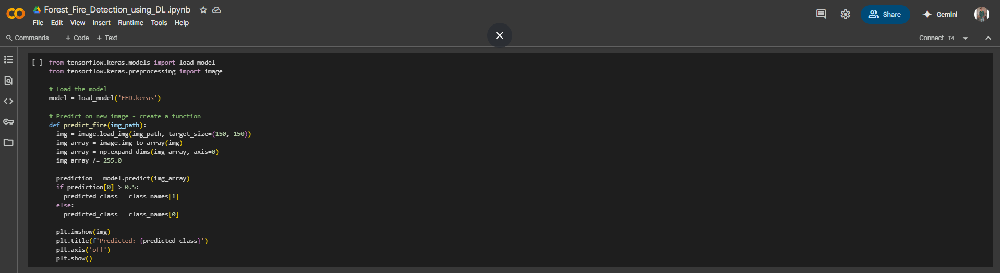 Forest_Fire_Detection_using_DL .ipynb
File Edit View Insert Runtime Tools Help
Share
Gemini
Commands + Code + Text
Connect T4
[ ] from tensorflow.keras.models import load_model
from tensorflow.keras.preprocessing import image
# Load the model
model = load_model('FFD.keras')
# Predict on new image - create a function
def predict_fire(img_path):
img = image.load_img(img_path, target_size=(150, 150))
img_array = image.img_to_array(img)
img_array = np.expand_dims(img_array, axis=0)
img_array /= 255.0
prediction = model.predict(img_array)
if prediction[0] > 0.5:
predicted_class = class_names[1]
else:
predicted_class = class_names[0]
plt.imshow(img)
plt.title(f'Predicted: {predicted_class}')
plt.axis('off')
plt.show()